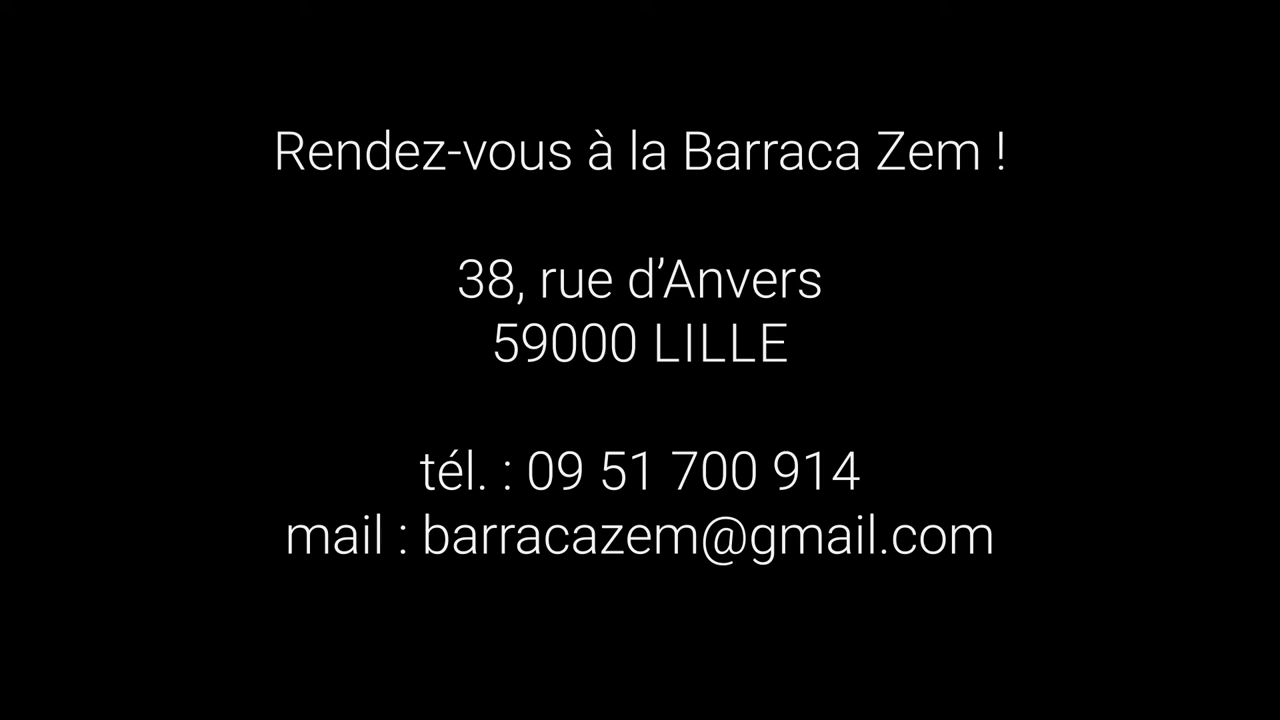 Rendez-vous à la Barraca Zem !
38, rue d’Anvers
59000 LILLE
tél. : 09 51 700 914
mail : barracazem@gmail.com